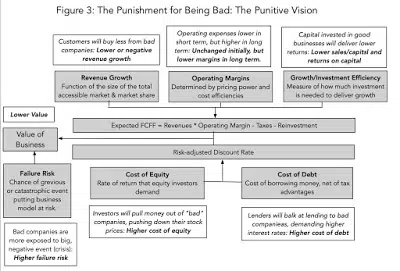 Figure 3: The Punishment for Being Bad: The Punitive Vision
Customers will buy less from bad
companies: Lower or negative
revenue growth
Operating expenses lower in
short term, but higher in long
term: Unchanged initially, but
lower margins in long term.
Capital invested in good
businesses will deliver lower
returns: Lower sales/capital and
returns on capital
Revenue Growth
Function of the size of the total
accessible market & market share
Operating Margins
Determined by pricing power and
cost efficiencies
Growth/Investment Efficiency
Measure of how much investment
is needed to deliver growth
Lower Value
Value of
Business
Expected FCFF = Revenues * Operating Margin - Taxes - Reinvestment
Risk-adjusted Discount Rate
Failure Risk
Chance of grevious
or catastrophic event
putting business
model at risk.
Cost of Equity
Rate of return that equity investors
demand
Cost of Debt
Cost of borrowing money, net of tax
advantages
Bad companies are
more exposed to big,
negative event (crisis):
Higher failure risk
Investors will pull money out of "bad"
companies, pushing down their stock
prices: Higher cost of equity
Lenders will balk at lending to bad
companieas, demanding higher
interest rates: Higher cost of debt